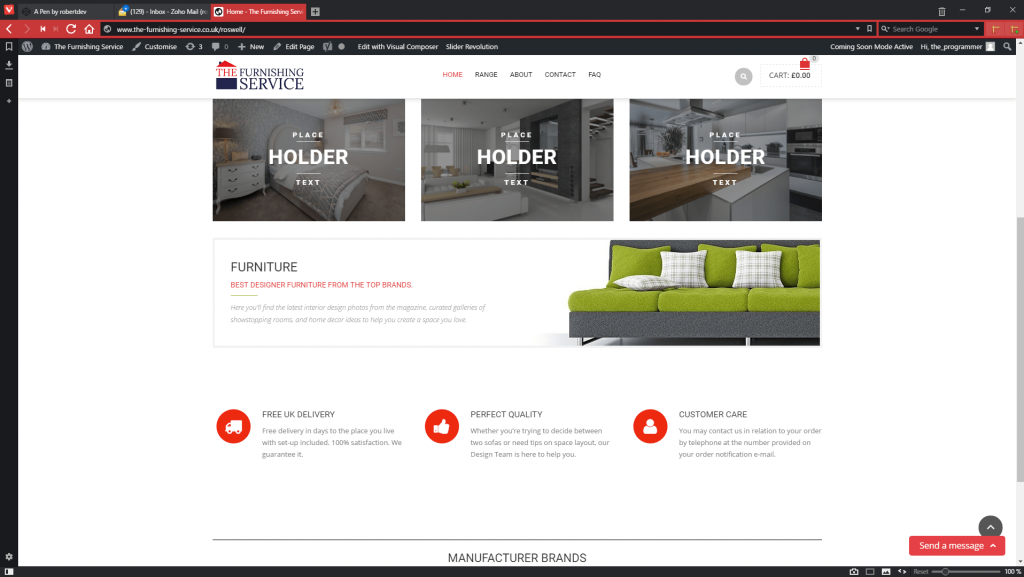 A Pen by robertdev
(129) - Inbox - Zoho Mail (r
Home - The Furnishing Serv
www.the-furnishing-service.co.uk/roswell/
Search Google
The Furnishing Service
Customise
3
0
New
Edit Page
Edit with Visual Composer
Slider Revolution
Coming Soon Mode Active
Hi, the_programmer
THE FURNISHING
SERVICE
HOME
RANGE
ABOUT
CONTACT
FAQ
CART: £0.00
0
PLACE
HOLDER
TEXT
PLACE
HOLDER
TEXT
PLACE
HOLDER
TEXT
FURNITURE
BEST DESIGNER FURNITURE FROM THE TOP BRANDS.
Here you'll find the latest interior design photos from the magazine, curated galleries of
showstopping rooms, and home decor ideas to help you create a space you love.
FREE UK DELIVERY
Free delivery in days to the place you live
with set-up included. 100% satisfaction. We
guarantee it.
PERFECT QUALITY
Whether you're trying to decide between
two sofas or need tips on space layout, our
Design Team is here to help you.
CUSTOMER CARE
You may contact us in relation to your order
by telephone at the number provided on
your order notification e-mail.
MANUFACTURER BRANDS
Send a message
Reset
100 %